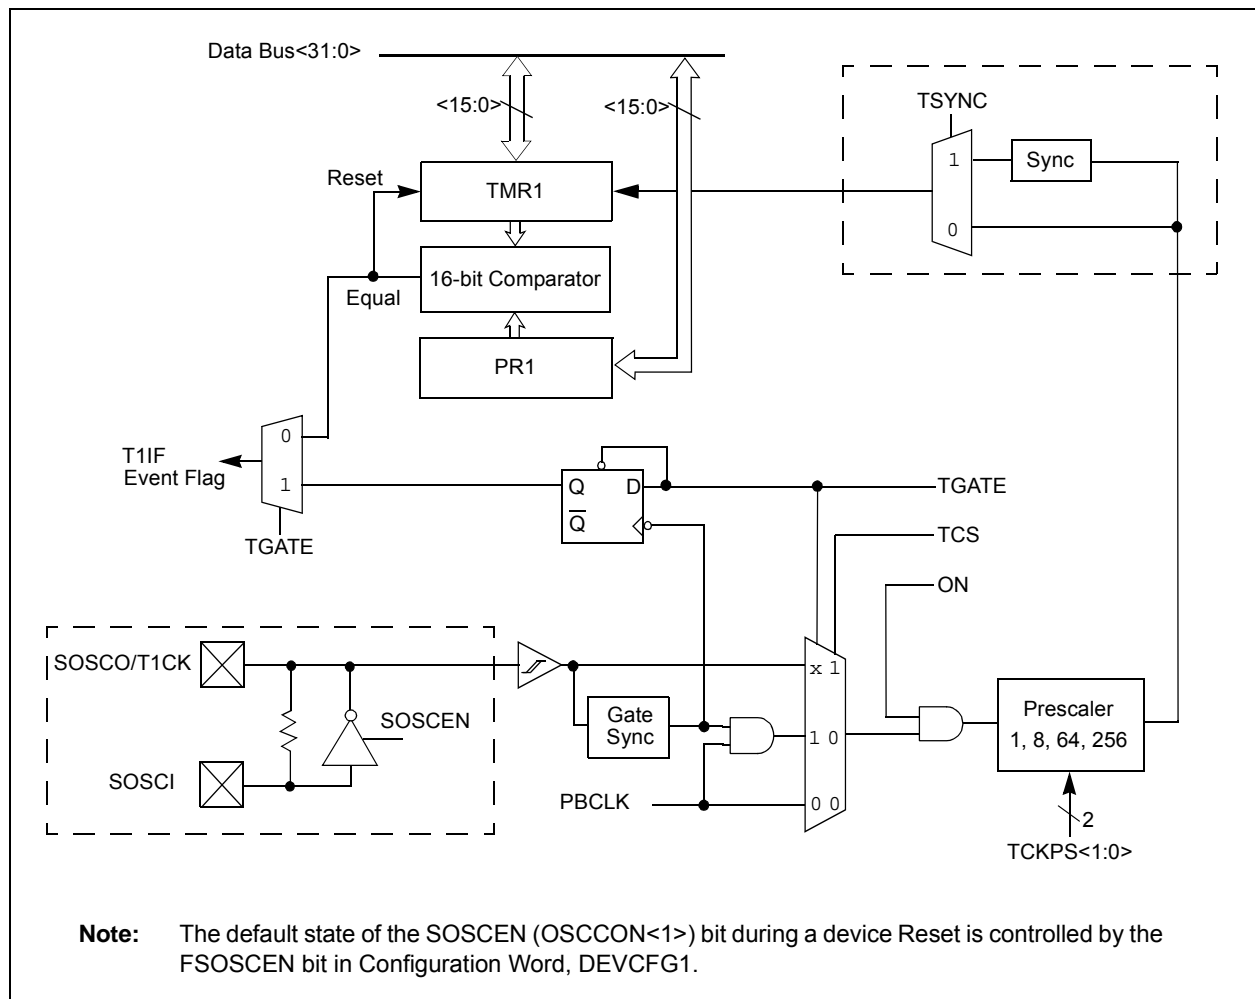 Data Bus<31:0>
<15:0>
<15:0>
TSYNC
1
Sync
0
Reset
TMR1
16-bit Comparator
Equal
PR1
0
1
T1IF
Event Flag
TGATE
Q
D
Q̅
TGATE
TCS
ON
SOSCO/T1CK
SOSCEN
SOSCI
Gate
Sync
PBCLK
x 1
1 0
0 0
Prescaler
1, 8, 64, 256
2
TCKPS<1:0>
Note: The default state of the SOSCEN (OSCCON<1>) bit during a device Reset is controlled by the
FSOSCEN bit in Configuration Word, DEVCFG1.